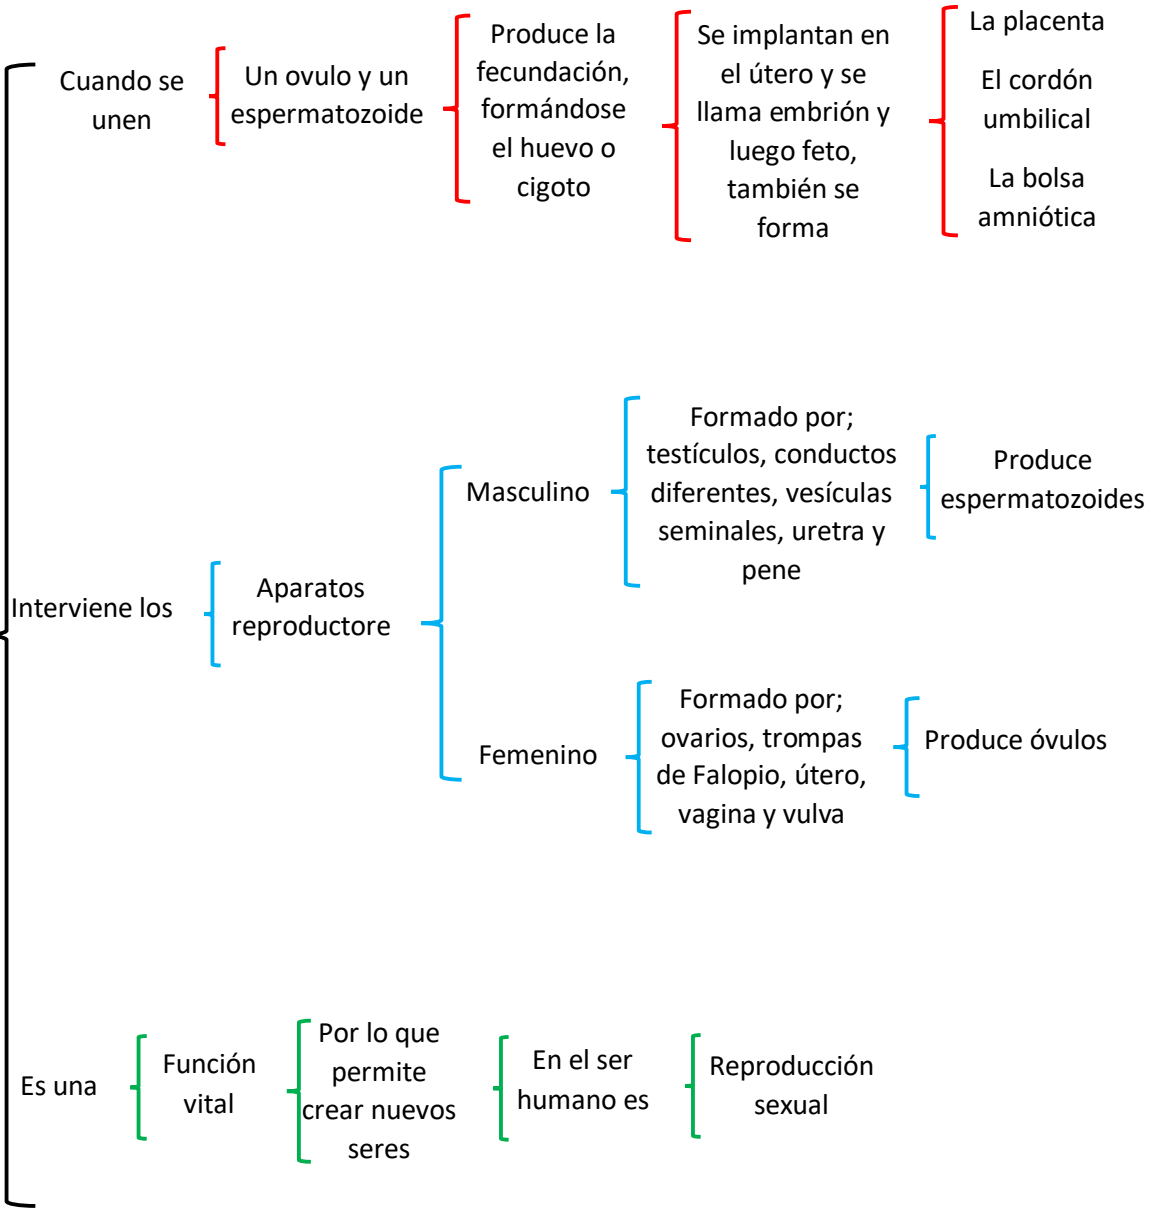 Cuando se
unen
Un ovulo y un
espermatozoide
Produce la
fecundación,
formándose
el huevo o
cigoto
Se implantan en
el útero y se
llama embrión y
luego feto,
también se
forma
La placenta
El cordón
umbilical
La bolsa
amniótica
Interviene los
Aparatos
reproductore
Masculino
Formado por;
testículos, conductos
diferentes, vesículas
seminales, uretra y
pene
Produce
espermatozoides
Femenino
Formado por;
ovarios, trompas
de Falopio, útero,
vagina y vulva
Produce óvulos
Es una
Función
vital
Por lo que
permite
crear nuevos
seres
En el ser
humano es
Reproducción
sexual